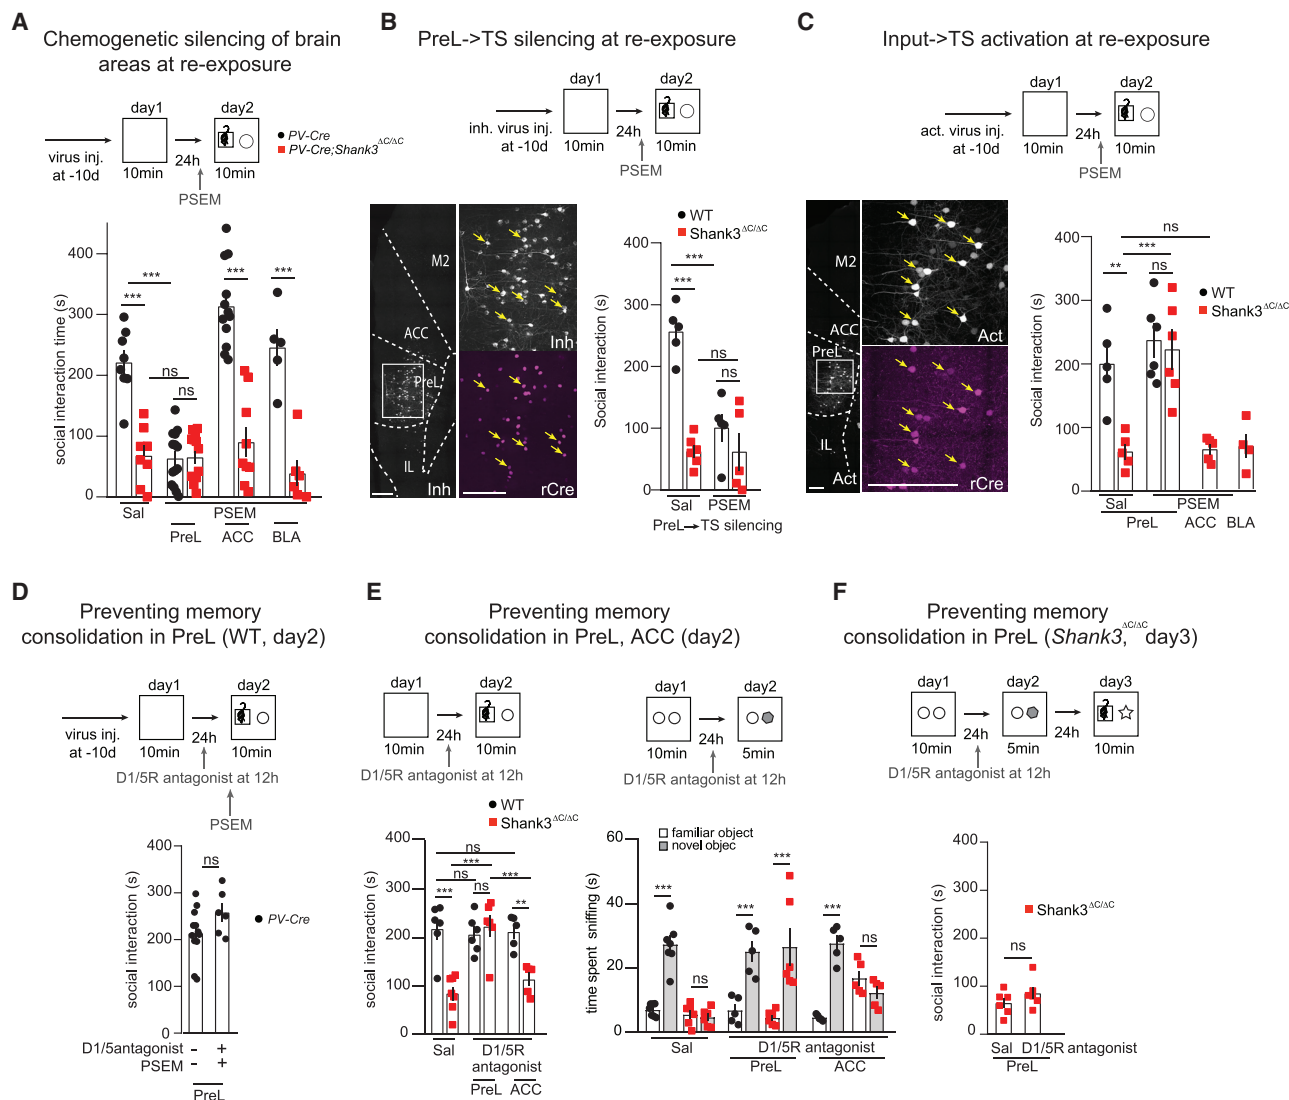 A
Chemogenetic silencing of brain
areas at re-exposure
day1
day2
24h
virus inj.
at -10d
10min
10min
PSEM
PV-Cre
PV-Cre;Shank3ΔC/ΔC
social interaction time (s)
400
300
200
100
0
***
***
ns
ns
***
***
Sal
PSEM
PreL
ACC
BLA
B
PreL->TS silencing at re-exposure
day1
day2
inh. virus inj.
at -10d
24h
10min
10min
PSEM
M2
ACC
PreL
IL
Inh
Inh
rCre
WT
Shank3ΔC/ΔC
Social interaction (s)
400
300
200
100
0
***
***
ns
ns
Sal
PSEM
PreL→TS silencing
C
Input->TS activation at re-exposure
day1
day2
act. virus inj.
at -10d
24h
10min
10min
PSEM
M2
ACC
PreL
IL
Act
Act
rCre
WT
Shank3ΔC/ΔC
Social interaction (s)
400
300
200
100
0
ns
***
**
ns
Sal
PSEM
PreL
ACC
BLA
D
Preventing memory
consolidation in PreL (WT, day2)
day1
day2
virus inj.
at -10d
24h
10min
10min
D1/5R antagonist at 12h
PSEM
social interaction (s)
400
300
200
100
0
ns
PV-Cre
D1/5antagonist - +
PSEM - +
PreL
E
Preventing memory
consolidation in PreL, ACC (day2)
day1
day2
24h
10min
10min
D1/5R antagonist at 12h
WT
Shank3ΔC/ΔC
social interaction (s)
400
300
200
100
0
ns
***
ns
ns
***
***
**
Sal
D1/5R
antagonist
PreL
ACC
day1
day2
24h
10min
5min
D1/5R antagonist at 12h
familiar object
novel objec
time spent sniffing (s)
60
40
20
0
***
ns
***
***
***
ns
Sal
D1/5R antagonist
PreL
ACC
F
Preventing memory
consolidation in PreL (Shank3,ΔC/ΔC day3)
day1
day2
day3
24h
24h
10min
5min
10min
D1/5R antagonist at 12h
social interaction (s)
400
300
200
100
0
Shank3ΔC/ΔC
ns
Sal
D1/5R antagonist
PreL